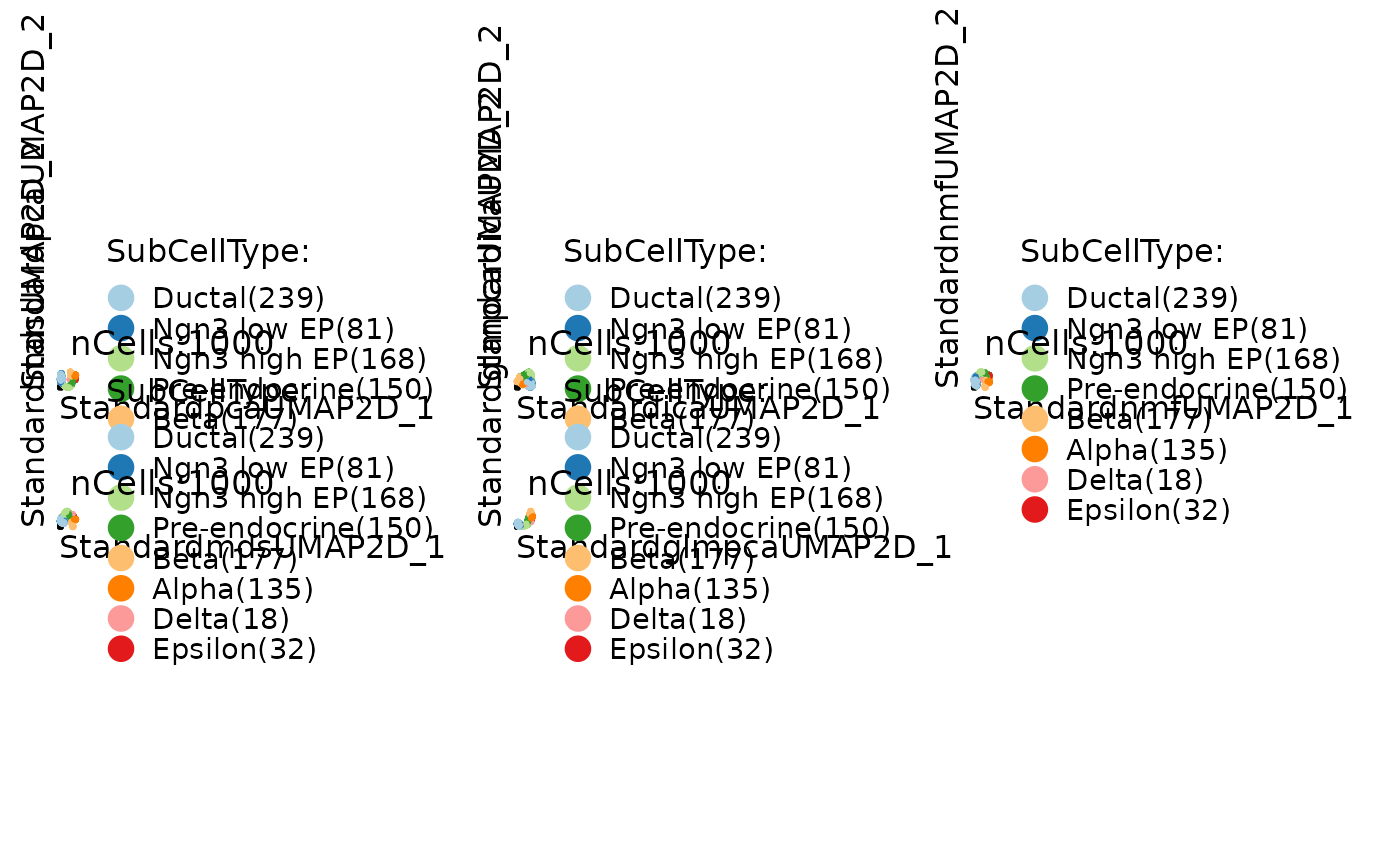 StandardpcaUMAP2D_2
SubCellType:
Ductal(239)
Ngn3 low EP(81)
nCells:1000
Ngn3 high EP(168)
Pre-endocrine(150)
StandardpcaUMAP2D_1
Beta(177)
StandardicaUMAP2D_2
SubCellType:
Ductal(239)
Ngn3 low EP(81)
nCells:1000
Ngn3 high EP(168)
Pre-endocrine(150)
StandardicaUMAP2D_1
Beta(177)
StandardnmfUMAP2D_2
SubCellType:
Ductal(239)
Ngn3 low EP(81)
nCells:1000
Ngn3 high EP(168)
Pre-endocrine(150)
StandardnmfUMAP2D_1
Beta(177)
Alpha(135)
Delta(18)
Epsilon(32)
StandardmdsUMAP2D_2
SubCellType:
Ductal(239)
Ngn3 low EP(81)
nCells:1000
Ngn3 high EP(168)
Pre-endocrine(150)
StandardmdsUMAP2D_1
Beta(177)
Alpha(135)
Delta(18)
Epsilon(32)
StandardglmpcaUMAP2D_2
SubCellType:
Ductal(239)
Ngn3 low EP(81)
nCells:1000
Ngn3 high EP(168)
Pre-endocrine(150)
StandardglmpcaUMAP2D_1
Beta(177)
Alpha(135)
Delta(18)
Epsilon(32)